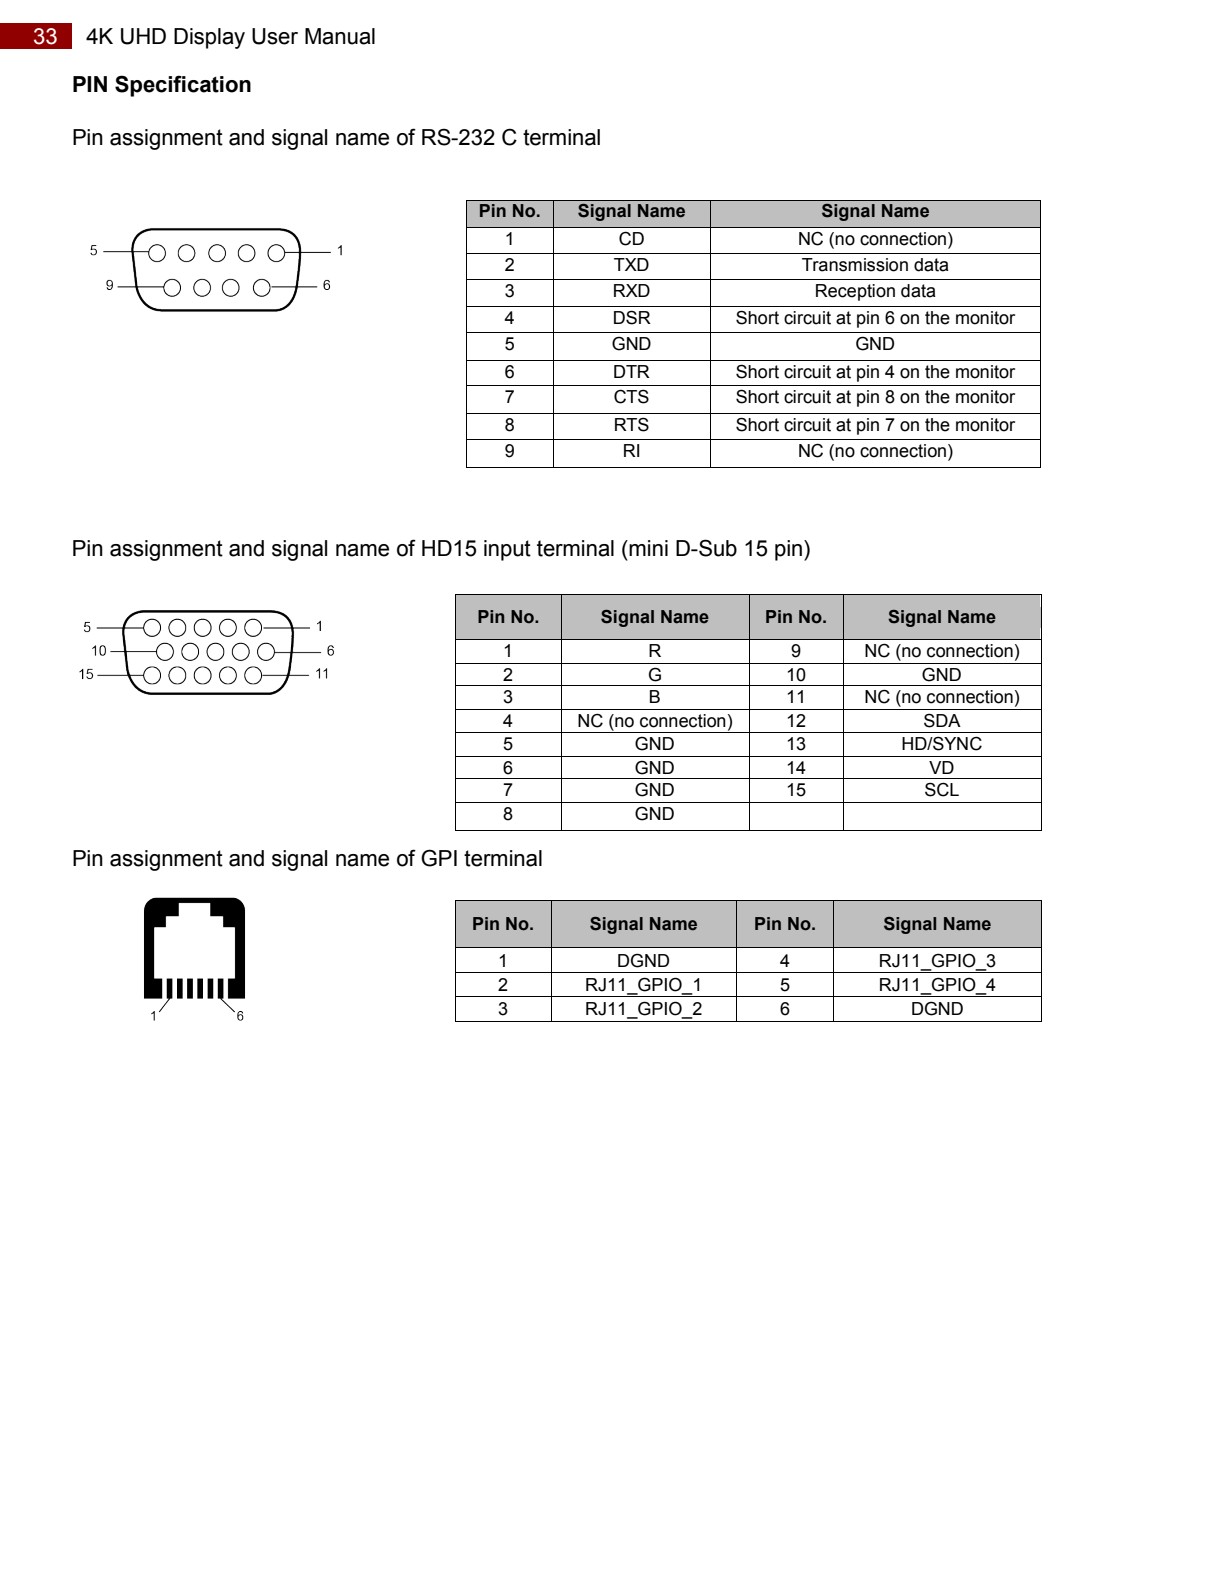 33 4K UHD Display User Manual
PIN Specification
Pin assignment and signal name of RS-232 C terminal
5 1
9 6
Pin No. Signal Name Signal Name
1 CD NC (no connection)
2 TXD Transmission data
3 RXD Reception data
4 DSR Short circuit at pin 6 on the monitor
5 GND GND
6 DTR Short circuit at pin 4 on the monitor
7 CTS Short circuit at pin 8 on the monitor
8 RTS Short circuit at pin 7 on the monitor
9 RI NC (no connection)
Pin assignment and signal name of HD15 input terminal (mini D-Sub 15 pin)
5 1
10 6
15 11
Pin No. Signal Name Pin No. Signal Name
1 R 9 NC (no connection)
2 G 10 GND
3 B 11 NC (no connection)
4 NC (no connection) 12 SDA
5 GND 13 HD/SYNC
6 GND 14 VD
7 GND 15 SCL
8 GND
Pin assignment and signal name of GPI terminal
1 6
Pin No. Signal Name Pin No. Signal Name
1 DGND 4 RJ11_GPIO_3
2 RJ11_GPIO_1 5 RJ11_GPIO_4
3 RJ11_GPIO_2 6 DGND